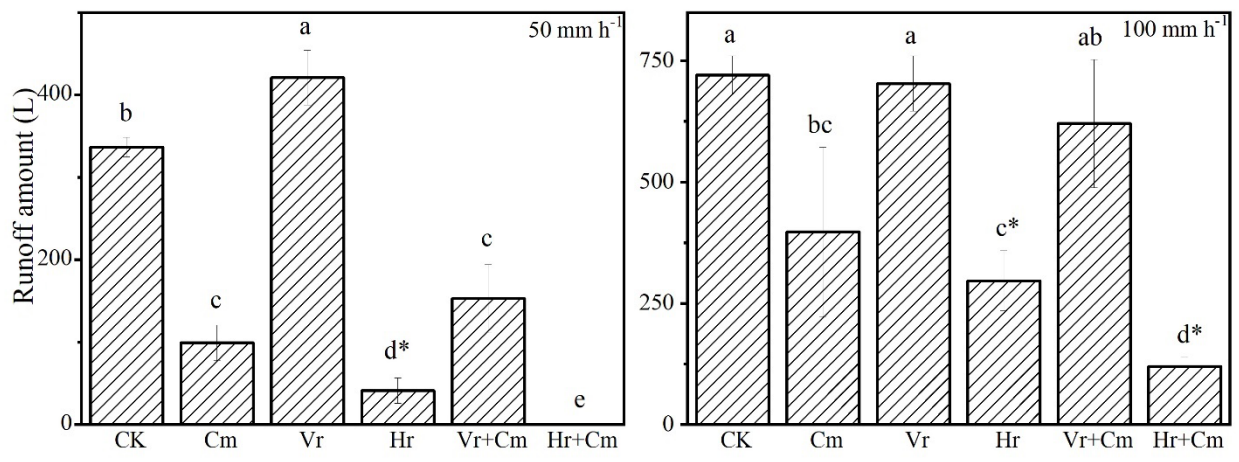 50 mm h⁻¹
Runoff amount (L)
400
200
0
b
c
a
d*
c
e
CK Cm Vr Hr Vr+Cm Hr+Cm
100 mm h⁻¹
750
500
250
0
a
bc
a
c*
ab
d*
CK Cm Vr Hr Vr+Cm Hr+Cm